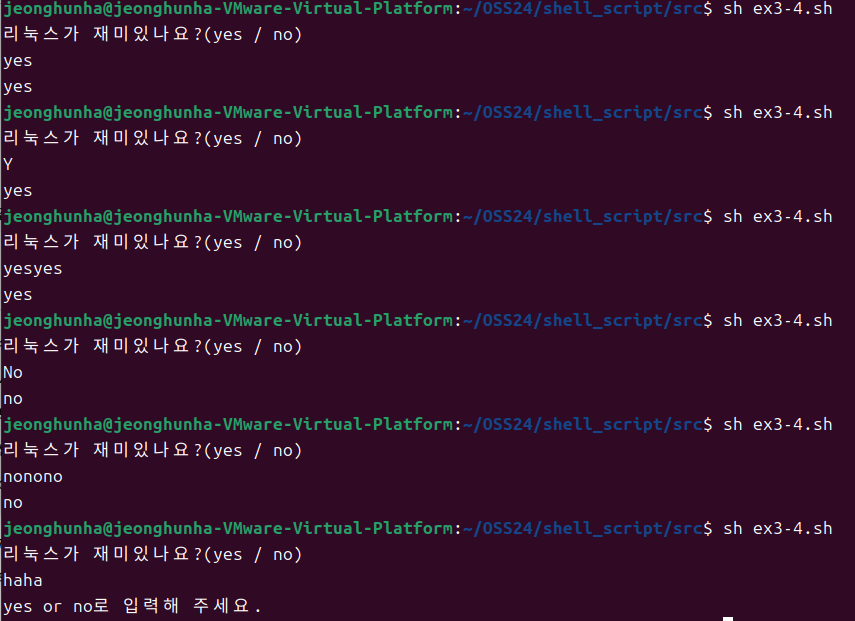 jeonghunha@jeonghunha-VMware-Virtual-Platform:~/OSS24/shell_script/src$ sh ex3-4.sh
리눅스가 재미있나요?(yes / no)
yes
yes
jeonghunha@jeonghunha-VMware-Virtual-Platform:~/OSS24/shell_script/src$ sh ex3-4.sh
리눅스가 재미있나요?(yes / no)
Y
yes
jeonghunha@jeonghunha-VMware-Virtual-Platform:~/OSS24/shell_script/src$ sh ex3-4.sh
리눅스가 재미있나요?(yes / no)
yesyes
yes
jeonghunha@jeonghunha-VMware-Virtual-Platform:~/OSS24/shell_script/src$ sh ex3-4.sh
리눅스가 재미있나요?(yes / no)
No
no
jeonghunha@jeonghunha-VMware-Virtual-Platform:~/OSS24/shell_script/src$ sh ex3-4.sh
리눅스가 재미있나요?(yes / no)
nonono
no
jeonghunha@jeonghunha-VMware-Virtual-Platform:~/OSS24/shell_script/src$ sh ex3-4.sh
리눅스가 재미있나요?(yes / no)
haha
yes or no로 입력해 주세요.